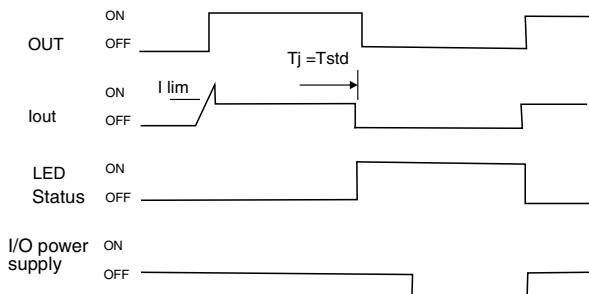 ON
OUT
OFF
Tj =Tstd
I lim
ON
Iout
OFF
LED
ON
Status
OFF
I/O power
ON
supply
OFF